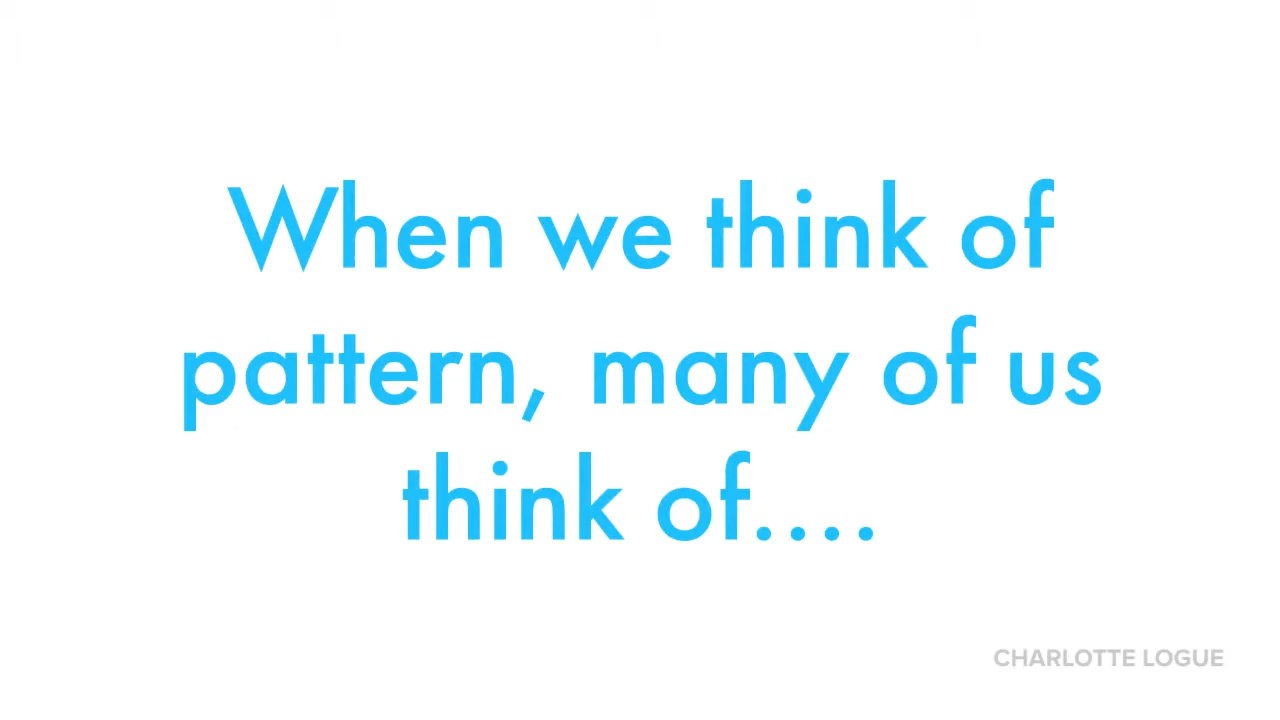 When we think of
pattern, many of us
think of....
CHARLOTTE LOGUE